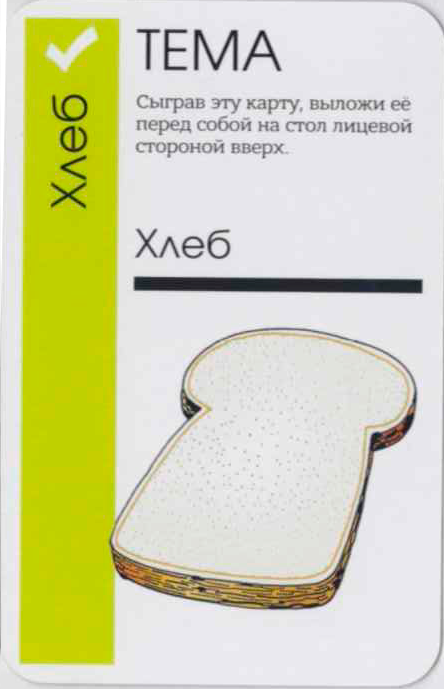 Хлеб
ТЕМА
Сыграв эту карту, выложи её
перед собой на стол лицевой
стороной вверх.
Хлеб